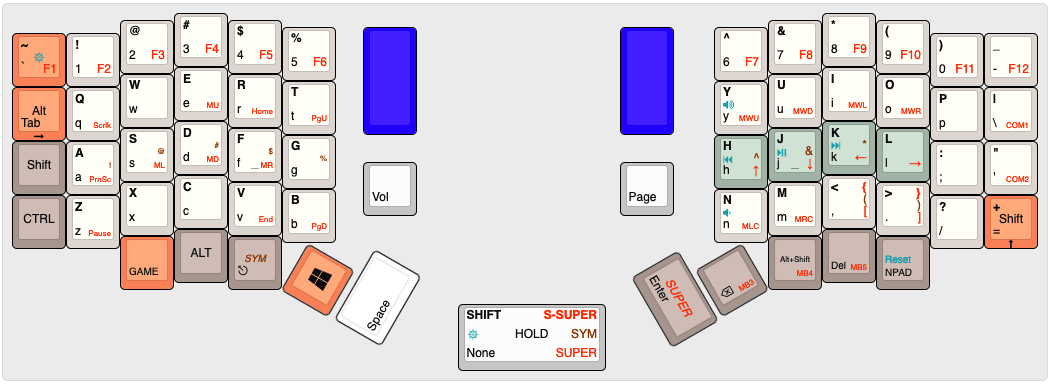 ~
` F1
!
1 F2
@
2 F3
#
3 F4
$
4 F5
%
5 F6
^
6 F7
&
7 F8
*
8 F9
(
9 F10
)
0 F11
_
- F12
Alt
Tab
→
Q
q Scrlk
W
w
E
e MU
R
r Home
T
t PgU
Y
y MWU
U
u MWD
I
i MWL
O
o MWR
P
p
|
\ COM1
Shift
A !
a PrnSc
S @
s ML
D #
d MD
F $
f _ MR
G %
g
Vol
Page
H ^
h ↑
J &
j _ ↓
K *
k ←
L
l →
:
;
"
' COM2
CTRL
Z
z Pause
X
x
C
c
V
v End
B
b PgD
N
n MLC
M
m MRC
< {
(
, [
> }
)
. ]
?
/
+
Shift
=
↑
GAME
ALT
SYM
Space
Enter
SUPER
MB3
Alt+Shift
MB4
Del MB5
Reset
NPAD
SHIFT S-SUPER
HOLD SYM
None SUPER